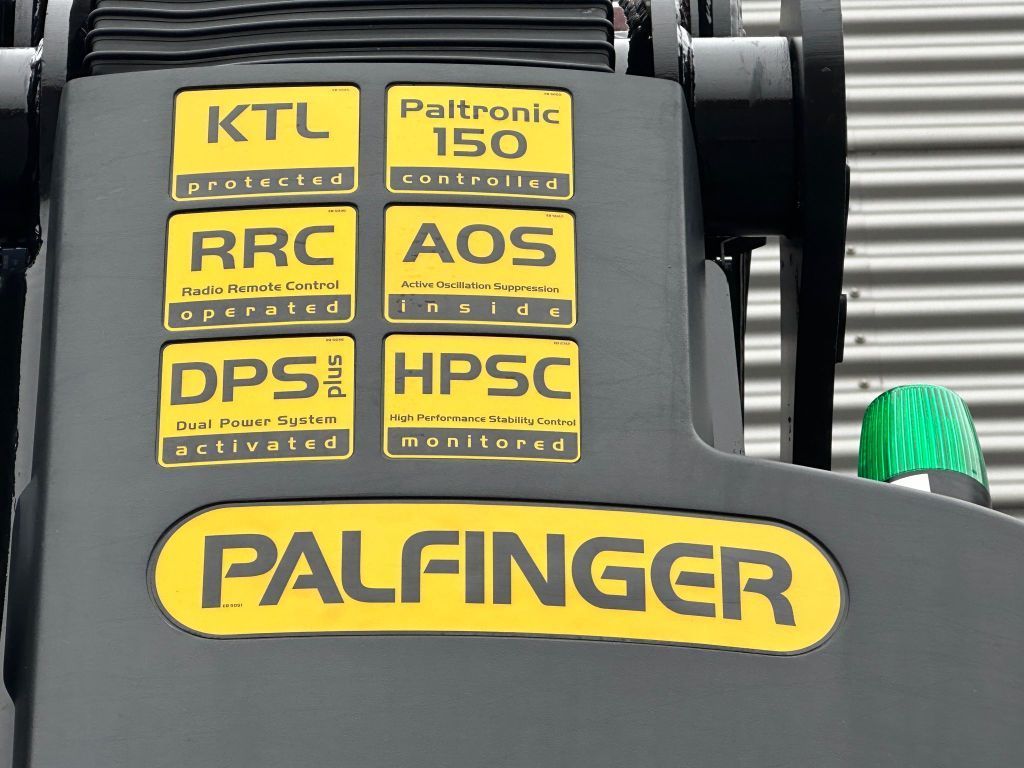 KTL
protected
Paltronic
150
controlled
RRC
Radio Remote Control
operated
AOS
Active Oscillation Suppression
inside
DPS plus
Dual Power System
activated
HPSC
High Performance Stability Control
monitored
PALFINGER